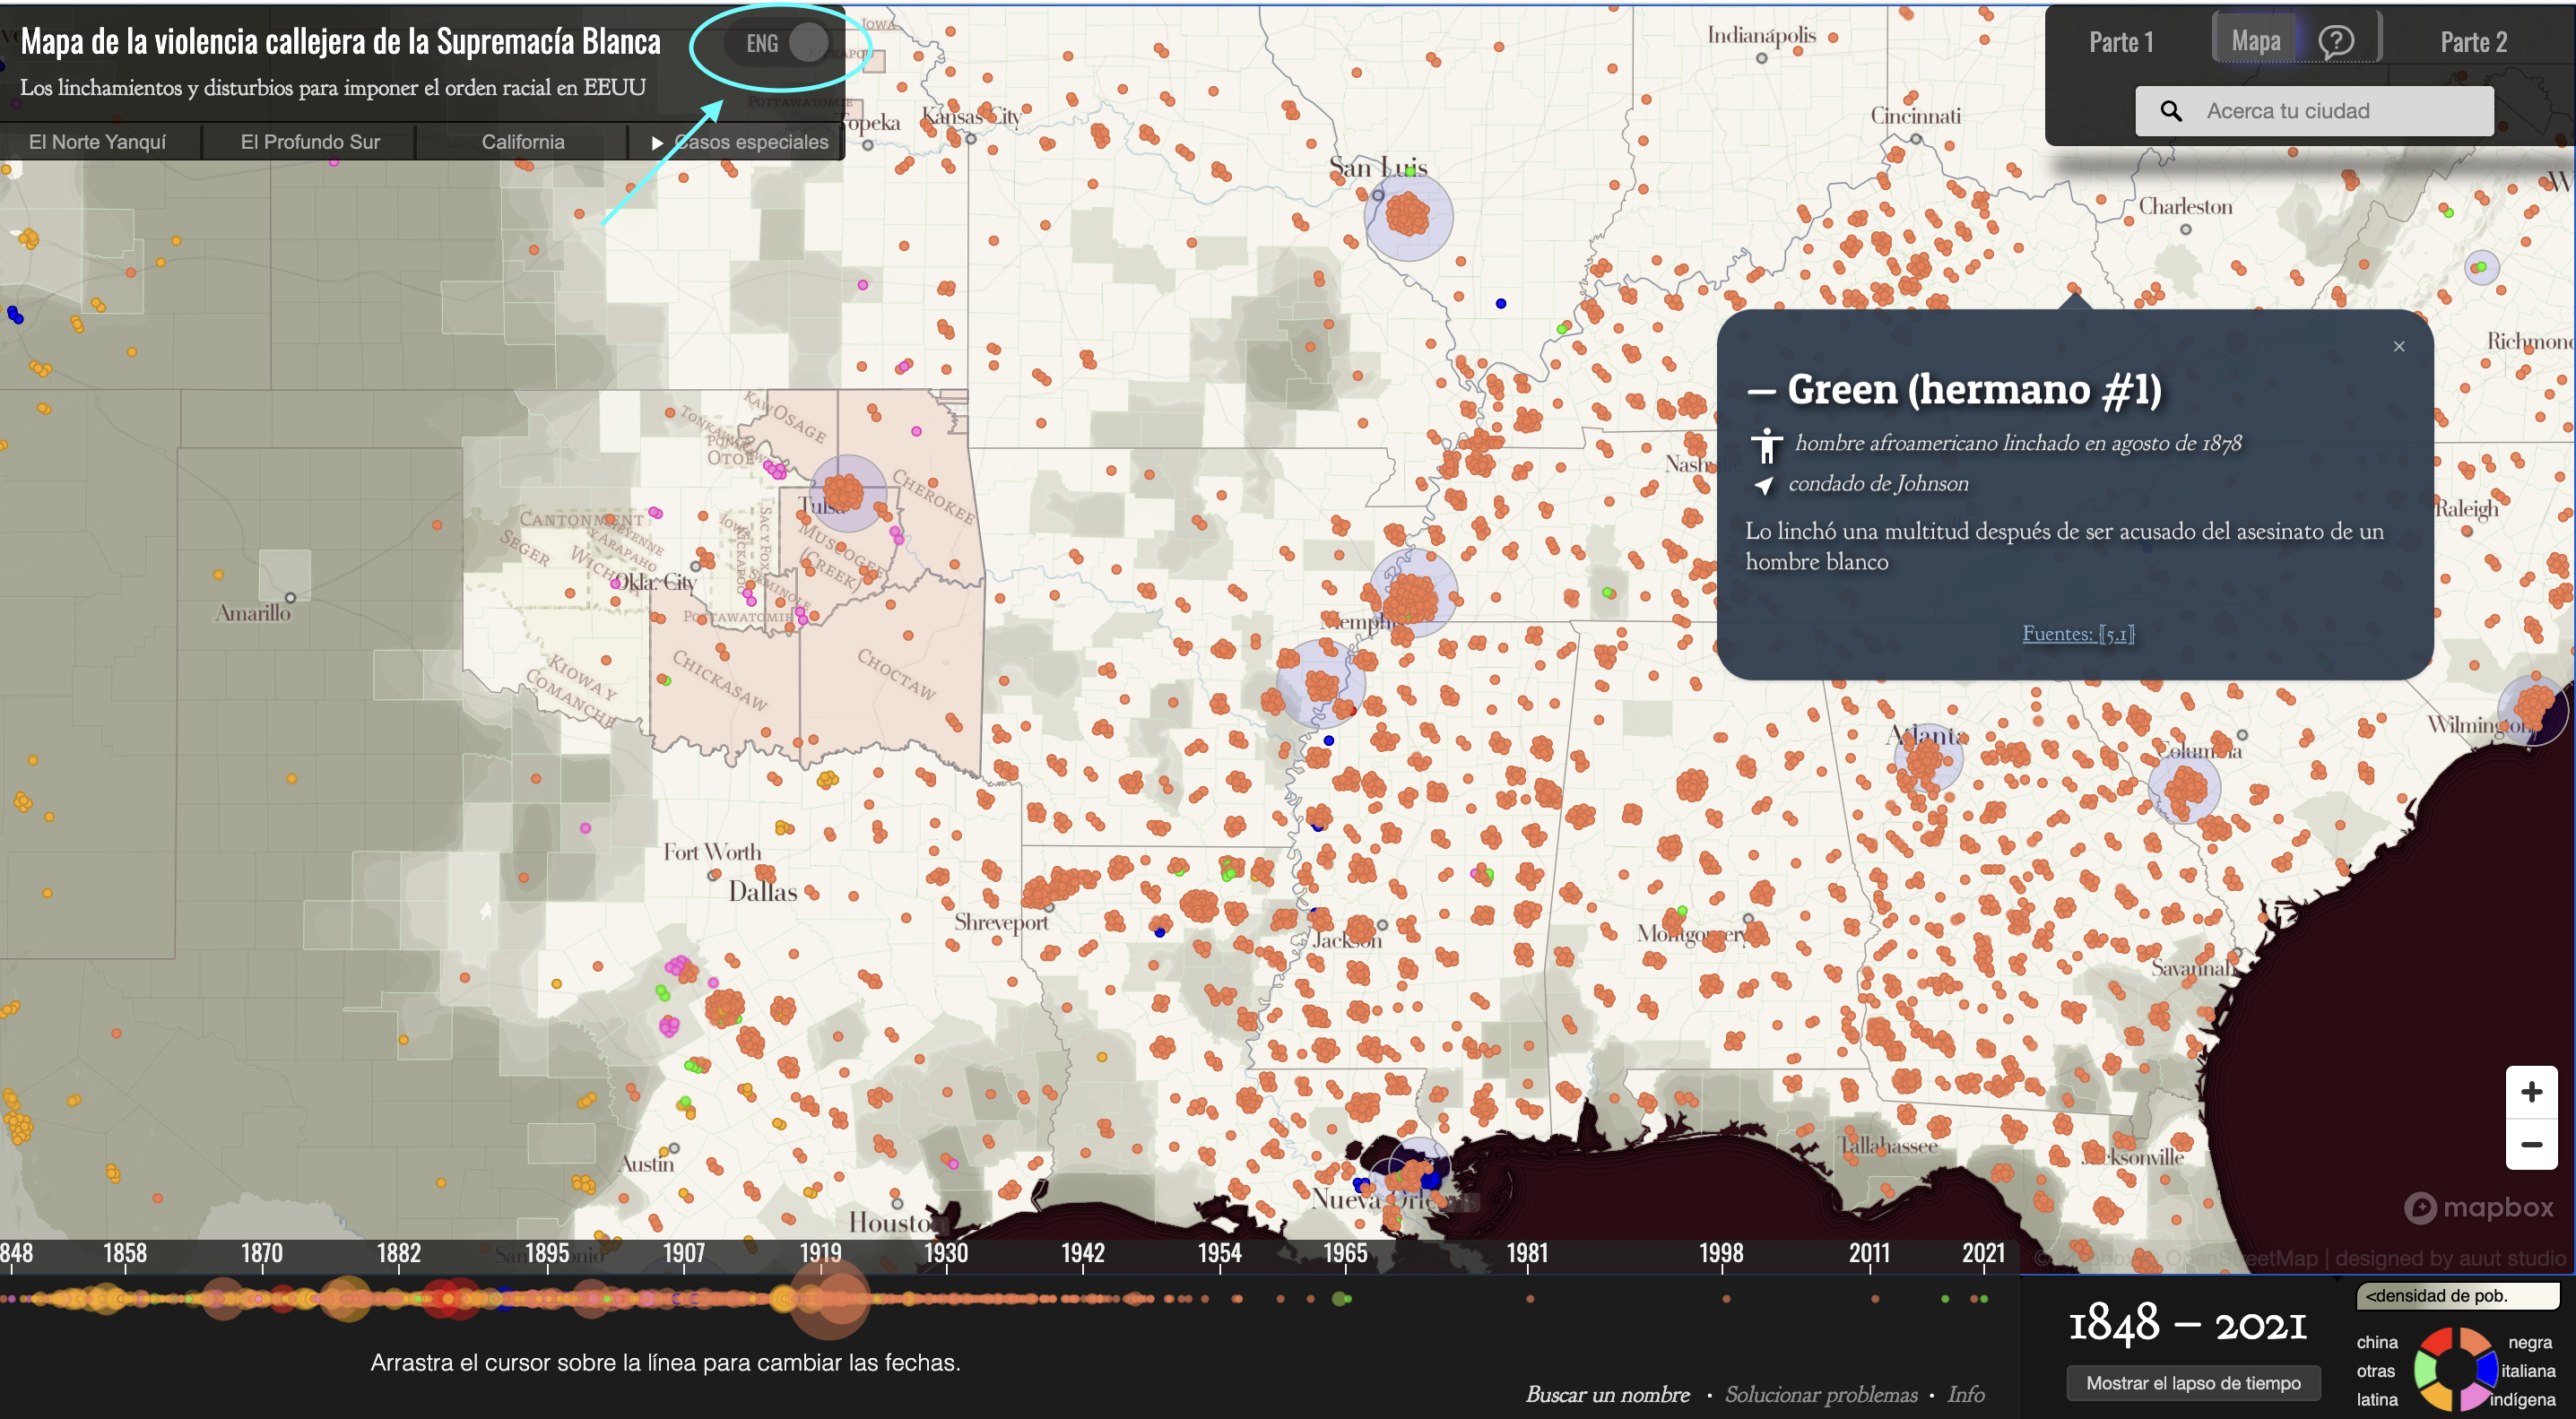 Mapa de la violencia callejera de la Supremacía Blanca
ENG
Los linchamientos y disturbios para imponer el orden racial en EEUU
El Norte Yanquí
El Profundo Sur
California
Casos especiales
Parte 1
Mapa
?
Parte 2
Acerca tu ciudad
Iowa
Pottawatomie
Topeka
Kansas City
San Luis
Indianápolis
Cincinnati
Charleston
Richmond
Raleigh
Wilmington
Columbia
Atlanta
Savannah
Tallahassee
Montgomery
Jackson
Shreveport
Nueva Orleans
Houston
Austin
San Antonio
Dallas
Fort Worth
Amarillo
Okla. City
Tulsa
Kaw
Osage
Tonkawa
Otoe
Cherokee
Cantonment
Cheyenne
y Arapaho
Seger
Wichita
Iowa
Kickapoo
Sac y Fox
Muscogee
(Creek)
Seminole
Pottawatomie
Kiowa y
Comanche
Chickasaw
Choctaw
×
— Green (hermano #1)
hombre afroamericano linchado en agosto de 1878
condado de Johnson
Lo linchó una multitud después de ser acusado del asesinato de un
hombre blanco
Fuentes: ⟦5.1⟧
+
−
mapbox
OpenStreetMap | designed by auut studio
848 1858 1870 1882 1895 1907 1919 1930 1942 1954 1965 1981 1998 2011 2021
Arrastra el cursor sobre la línea para cambiar las fechas.
Buscar un nombre • Solucionar problemas • Info
1848 – 2021
Mostrar el lapso de tiempo
<densidad de pob.
china
negra
otras
italiana
latina
indígena